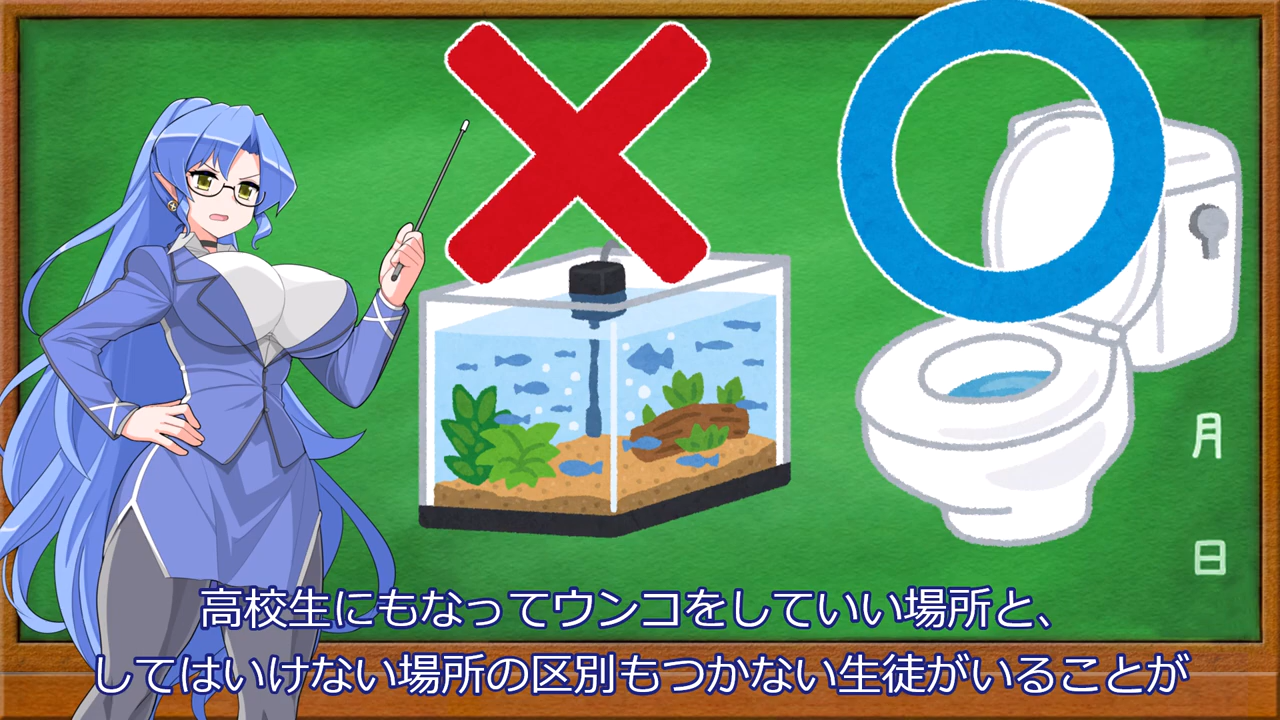 月
日
高校生にもなってウンコをしていい場所と、
してはいけない場所の区別もつかない生徒がいることが